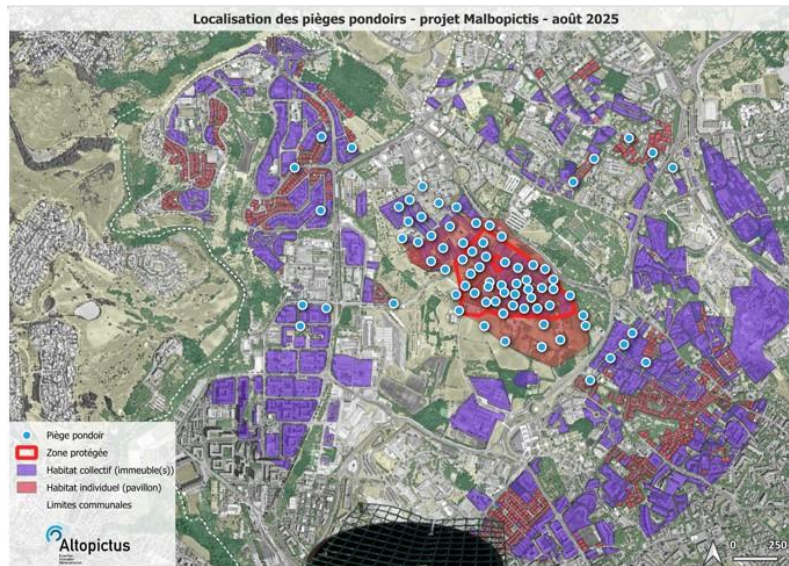 Localisation des pièges pondoirs - projet Malbopictis - août 2025
Piège pondoir
Zone protégée
Habitat collectif (immeuble(s))
Habitat individuel (pavillon)
Limites communales
Altopictus
0 250